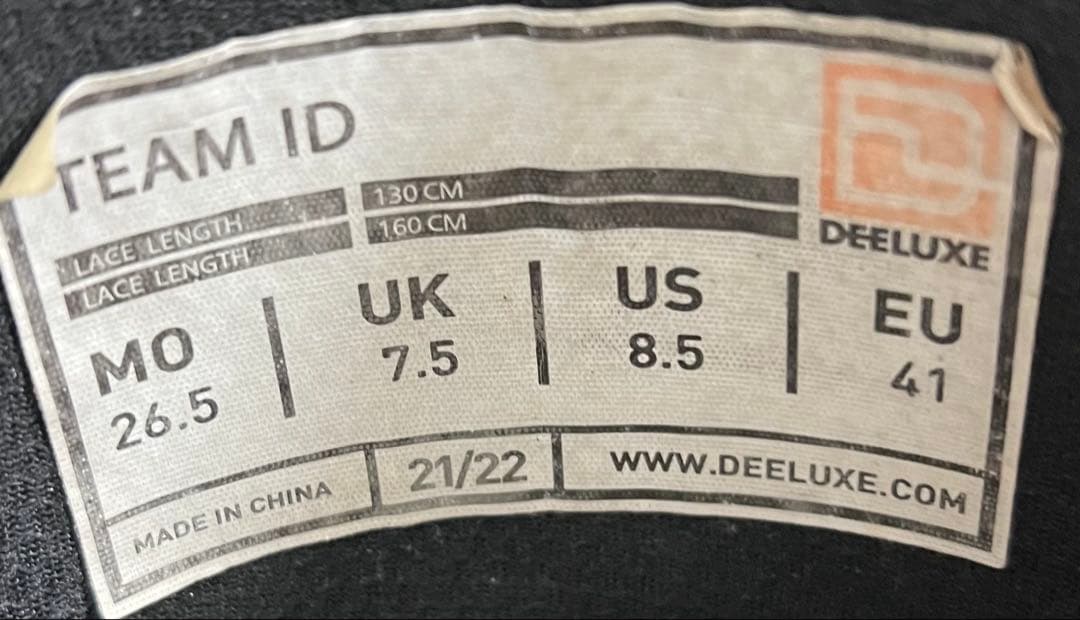 TEAM ID
LACE LENGTH 130 CM
LACE LENGTH 160 CM
DEELUXE
MO UK US EU
26.5 7.5 8.5 41
MADE IN CHINA 21/22 WWW.DEELUXE.COM